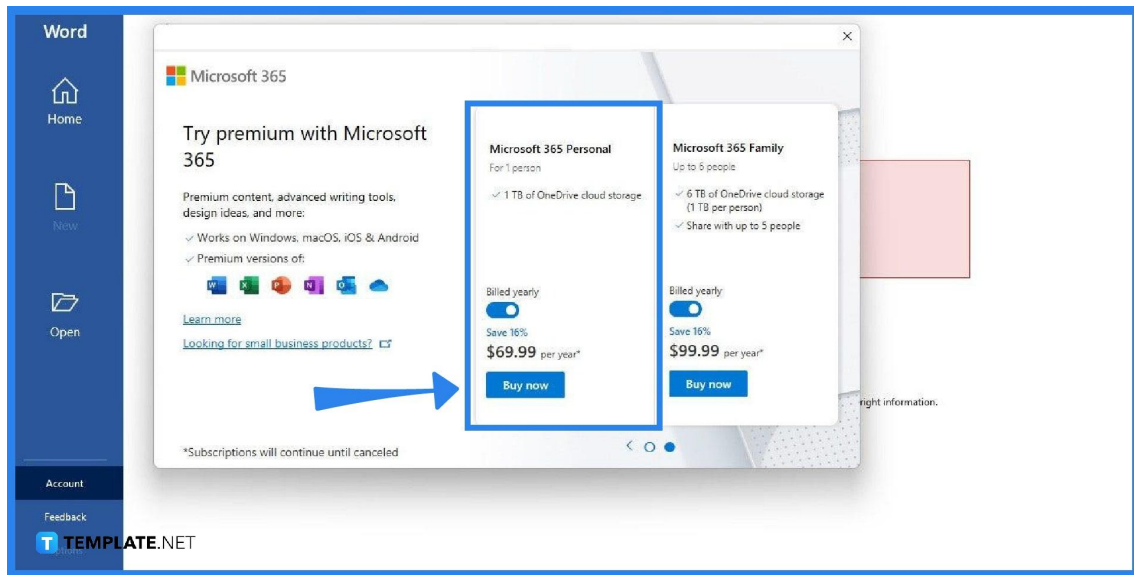 Word
Home
New
Open
Account
Feedback
Options
Microsoft 365
Try premium with Microsoft
365
Premium content, advanced writing tools,
design ideas, and more:
Works on Windows, macOS, iOS & Android
Premium versions of:
Learn more
Looking for small business products?
*Subscriptions will continue until canceled
Microsoft 365 Personal
For 1 person
1 TB of OneDrive cloud storage
Billed yearly
Save 16%
$69.99 per year*
Buy now
Microsoft 365 Family
Up to 6 people
6 TB of OneDrive cloud storage
(1 TB per person)
Share with up to 5 people
Billed yearly
Save 16%
$99.99 per year*
Buy now
right information.
T TEMPLATE.NET